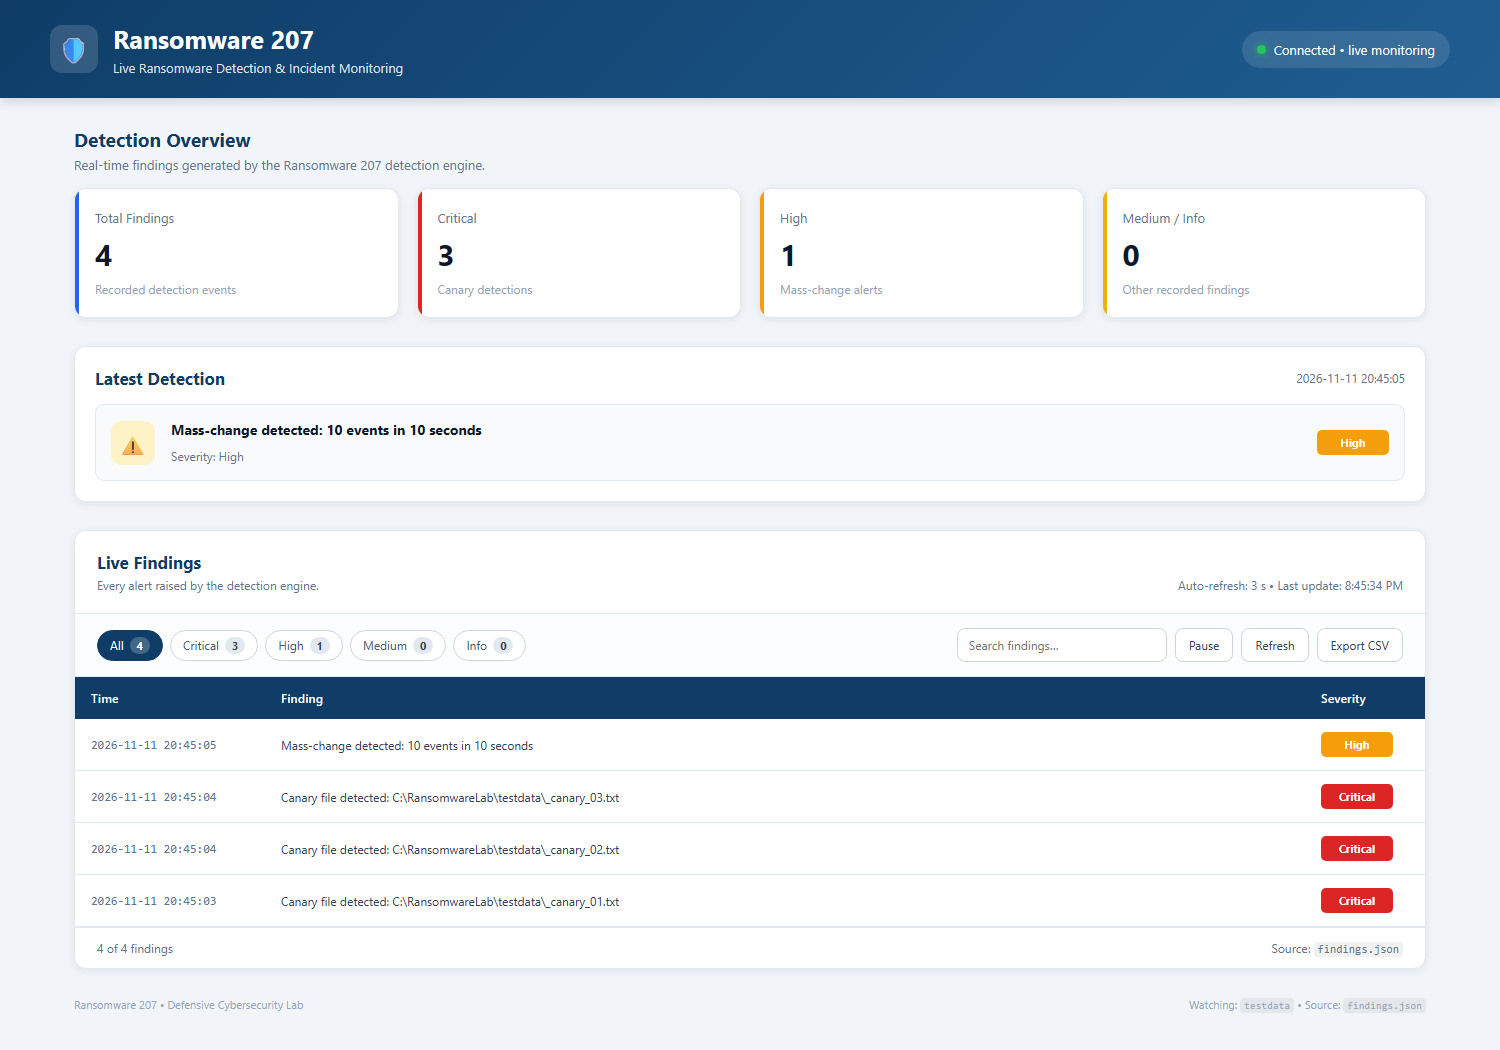 Ransomware 207
Live Ransomware Detection & Incident Monitoring
Connected • live monitoring
Detection Overview
Real-time findings generated by the Ransomware 207 detection engine.
Total Findings
4
Recorded detection events
Critical
3
Canary detections
High
1
Mass-change alerts
Medium / Info
0
Other recorded findings
Latest Detection
2026-11-11 20:45:05
Mass-change detected: 10 events in 10 seconds
Severity: High
High
Live Findings
Every alert raised by the detection engine.
Auto-refresh: 3 s • Last update: 8:45:34 PM
All 4 Critical 3 High 1 Medium 0 Info 0 Search findings... Pause Refresh Export CSV
Time Finding Severity
2026-11-11 20:45:05 Mass-change detected: 10 events in 10 seconds High
2026-11-11 20:45:04 Canary file detected: C:\RansomwareLab\testdata\_canary_03.txt Critical
2026-11-11 20:45:04 Canary file detected: C:\RansomwareLab\testdata\_canary_02.txt Critical
2026-11-11 20:45:03 Canary file detected: C:\RansomwareLab\testdata\_canary_01.txt Critical
4 of 4 findings Source: findings.json
Ransomware 207 • Defensive Cybersecurity Lab Watching: testdata • Source: findings.json